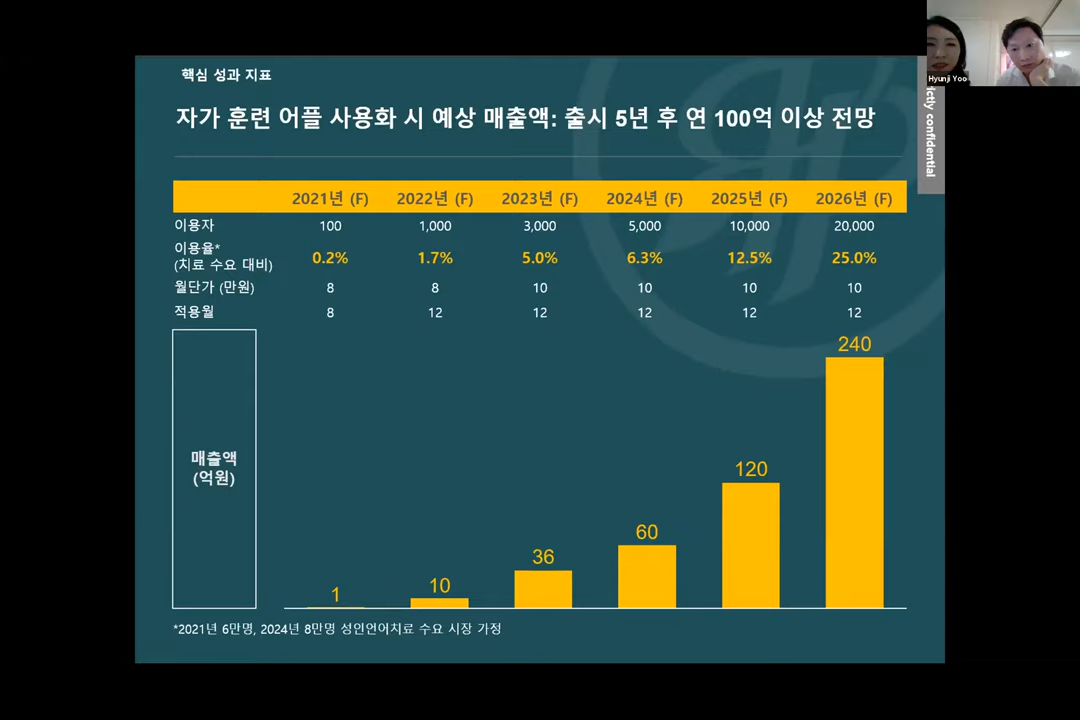 핵심 성과 지표
자가 훈련 어플 사용화 시 예상 매출액: 출시 5년 후 연 100억 이상 전망
Hyunji Yoo
ictly confidential
2021년 (F) 2022년 (F) 2023년 (F) 2024년 (F) 2025년 (F) 2026년 (F)
이용자 100 1,000 3,000 5,000 10,000 20,000
이용율*
(치료 수요 대비) 0.2% 1.7% 5.0% 6.3% 12.5% 25.0%
월단가 (만원) 8 8 10 10 10 10
적용월 8 12 12 12 12 12
매출액
(억원)
1 10 36 60 120 240
*2021년 6만명, 2024년 8만명 성인언어치료 수요 시장 가정